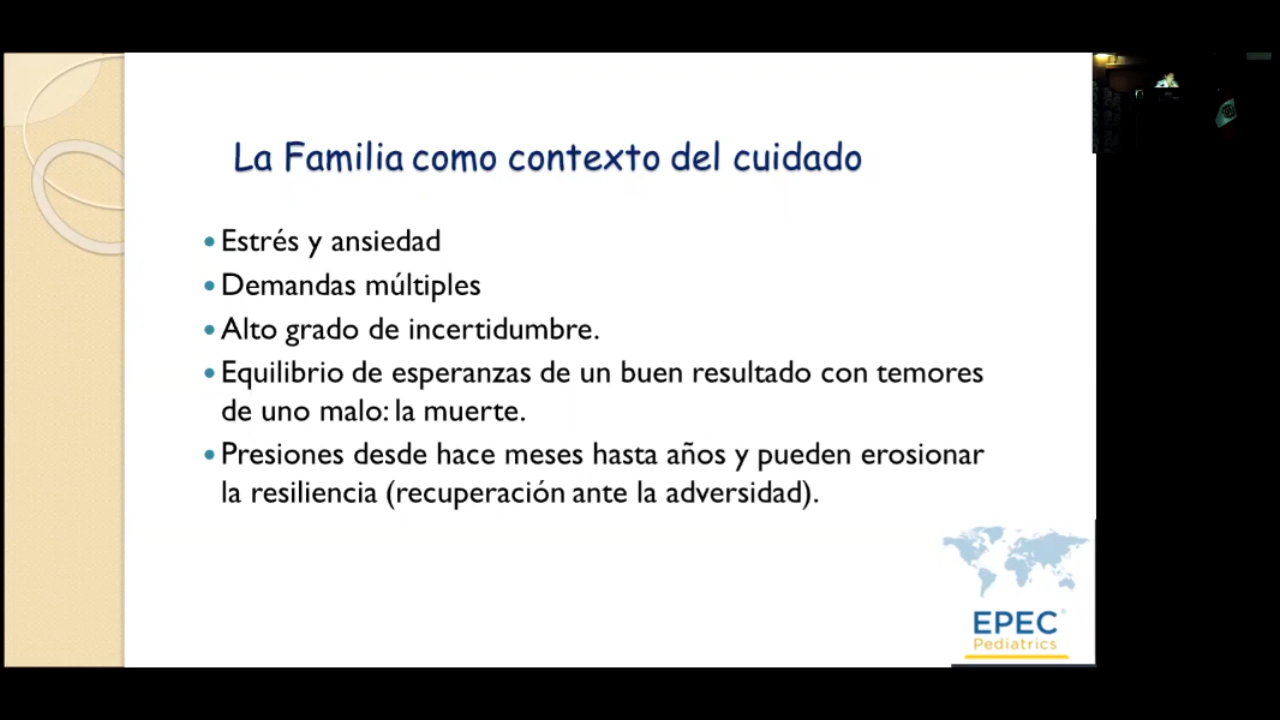 La Familia como contexto del cuidado
Estrés y ansiedad
Demandas múltiples
Alto grado de incertidumbre.
Equilibrio de esperanzas de un buen resultado con temores
de uno malo: la muerte.
Presiones desde hace meses hasta años y pueden erosionar
la resiliencia (recuperación ante la adversidad).
EPEC®
Pediatrics